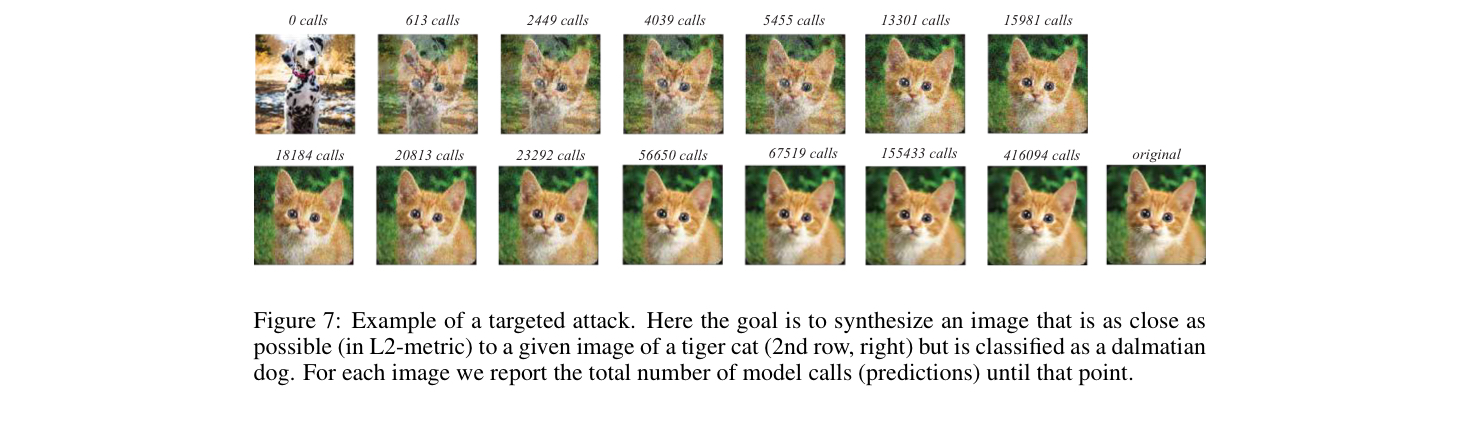 0 calls 613 calls 2449 calls 4039 calls 5455 calls 13301 calls 15981 calls
18184 calls 20813 calls 23292 calls 56650 calls 67519 calls 155433 calls 416094 calls original
Figure 7: Example of a targeted attack. Here the goal is to synthesize an image that is as close as
possible (in L2-metric) to a given image of a tiger cat (2nd row, right) but is classified as a dalmatian
dog. For each image we report the total number of model calls (predictions) until that point.